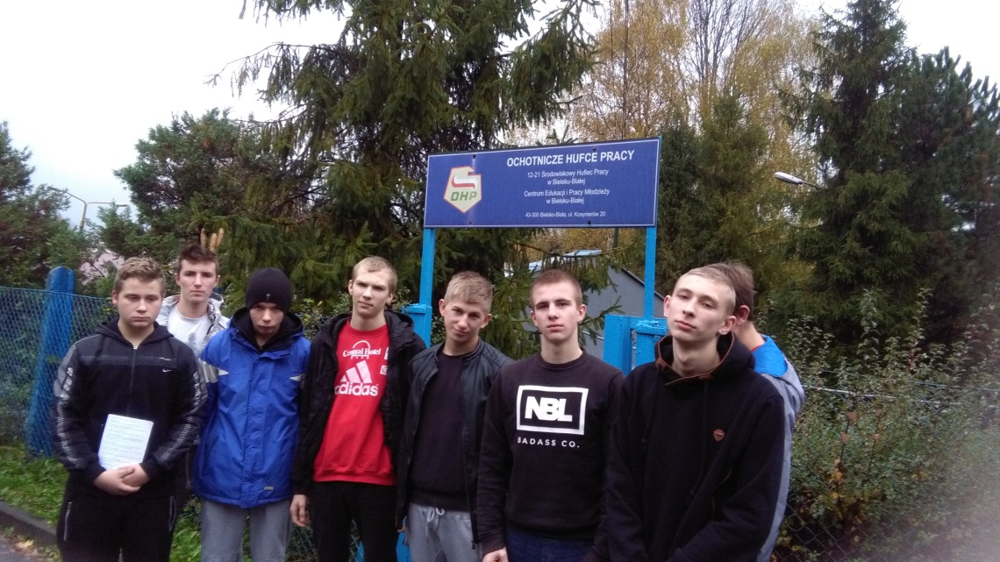 OCHOTNICZE HUFCE PRACY
12-21 Środowiskowy Hufiec Pracy
w Bielsku-Białej
Centrum Edukacji i Pracy Młodzieży
w Bielsku-Białej
43-300 Bielsko-Biała, ul. Kosynierów 20
OHP
Central Hotel
adidas
NBL
BADASS CO.